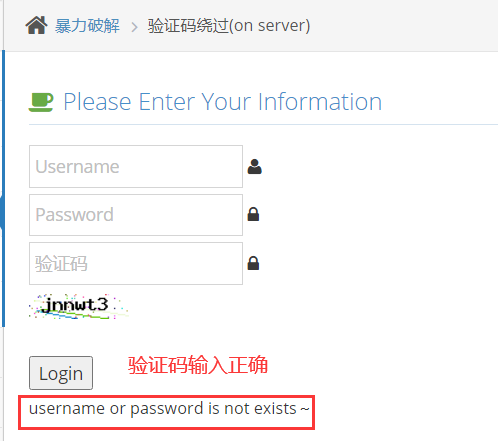 暴力破解 > 验证码绕过(on server)
Please Enter Your Information
Username
Password
验证码
jnnwt3
Login 验证码输入正确
username or password is not exists～